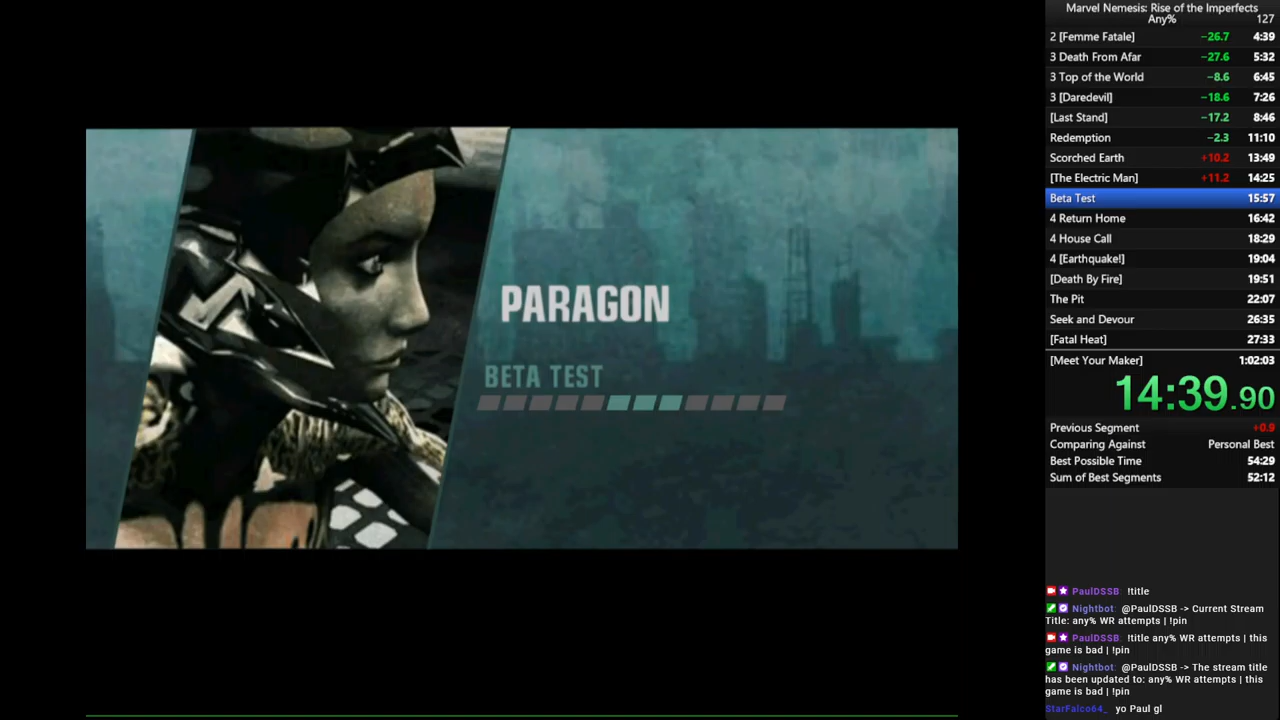 Marvel Nemesis: Rise of the Imperfects
Any% 127
2 [Femme Fatale] -26.7 4:39
3 Death From Afar -27.6 5:32
3 Top of the World -8.6 6:45
3 [Daredevil] -18.6 7:26
[Last Stand] -17.2 8:46
Redemption -2.3 11:10
Scorched Earth +10.2 13:49
[The Electric Man] +11.2 14:25
Beta Test 15:57
4 Return Home 16:42
4 House Call 18:29
4 [Earthquake!] 19:04
[Death By Fire] 19:51
The Pit 22:07
Seek and Devour 26:35
[Fatal Heat] 27:33
[Meet Your Maker] 1:02:03
14:39.90
Previous Segment +0.9
Comparing Against Personal Best
Best Possible Time 54:29
Sum of Best Segments 52:12
PARAGON
BETA TEST
PaulDSSB: !title
Nightbot: @PaulDSSB -> Current Stream
Title: any% WR attempts | !pin
PaulDSSB: !title any% WR attempts | this
game is bad | !pin
Nightbot: @PaulDSSB -> The stream title
has been updated to: any% WR attempts | this
game is bad | !pin
StarFalco64_ yo Paul gl